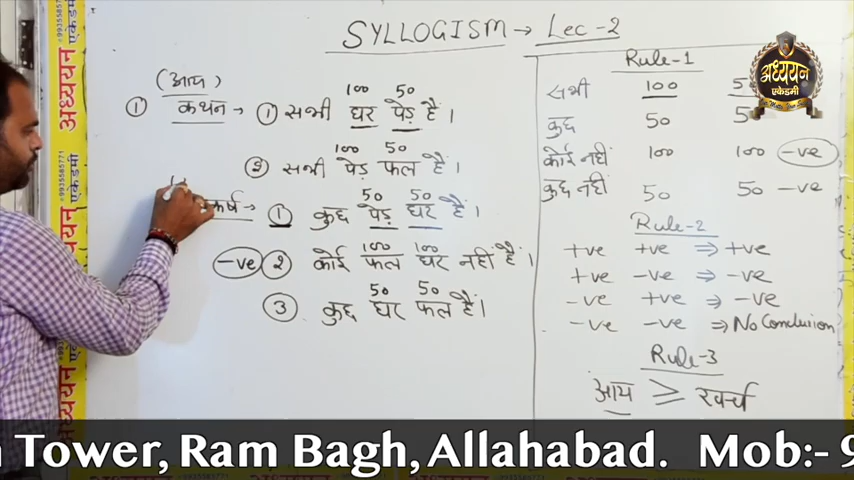 SYLLOGISM → Lec-2
(आय)
① कथन → ① सभी घर पेड़ है।
100 50
② सभी पेड़ फल है।
100 50
① कुछ पेड़ घर है।
50 50
-ve ② कोई फल घर नहीं है।
100 100
③ कुछ घर फल है।
50 50
Rule-1
सभी 100
कुछ 50
कोई नहीं 100 100 -ve
कुछ नहीं 50 50 -ve
Rule-2
+ve +ve ⇒ +ve
+ve -ve ⇒ -ve
-ve +ve ⇒ -ve
-ve -ve ⇒ No Conclusion
Rule-3
आय ≥ खर्च
अध्ययन
एकेडमी
Tower, Ram Bagh, Allahabad. Mob:- 9